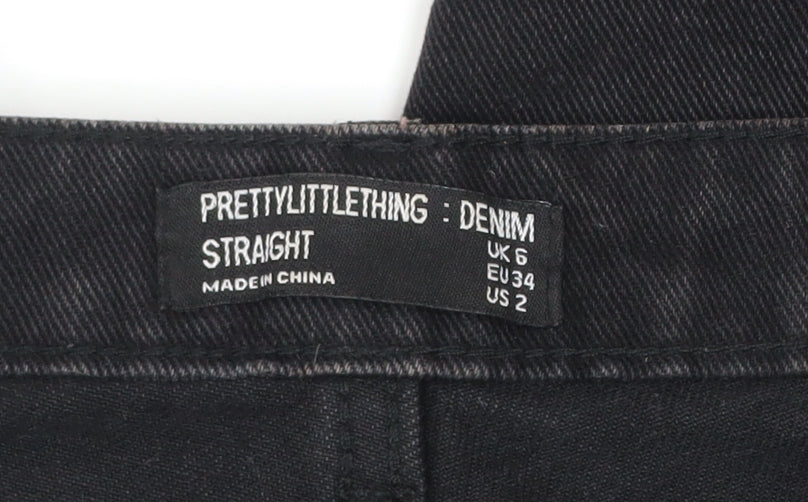 PRETTYLITTLETHING : DENIM
STRAIGHT
MADE IN CHINA
UK 6
EU 34
US 2